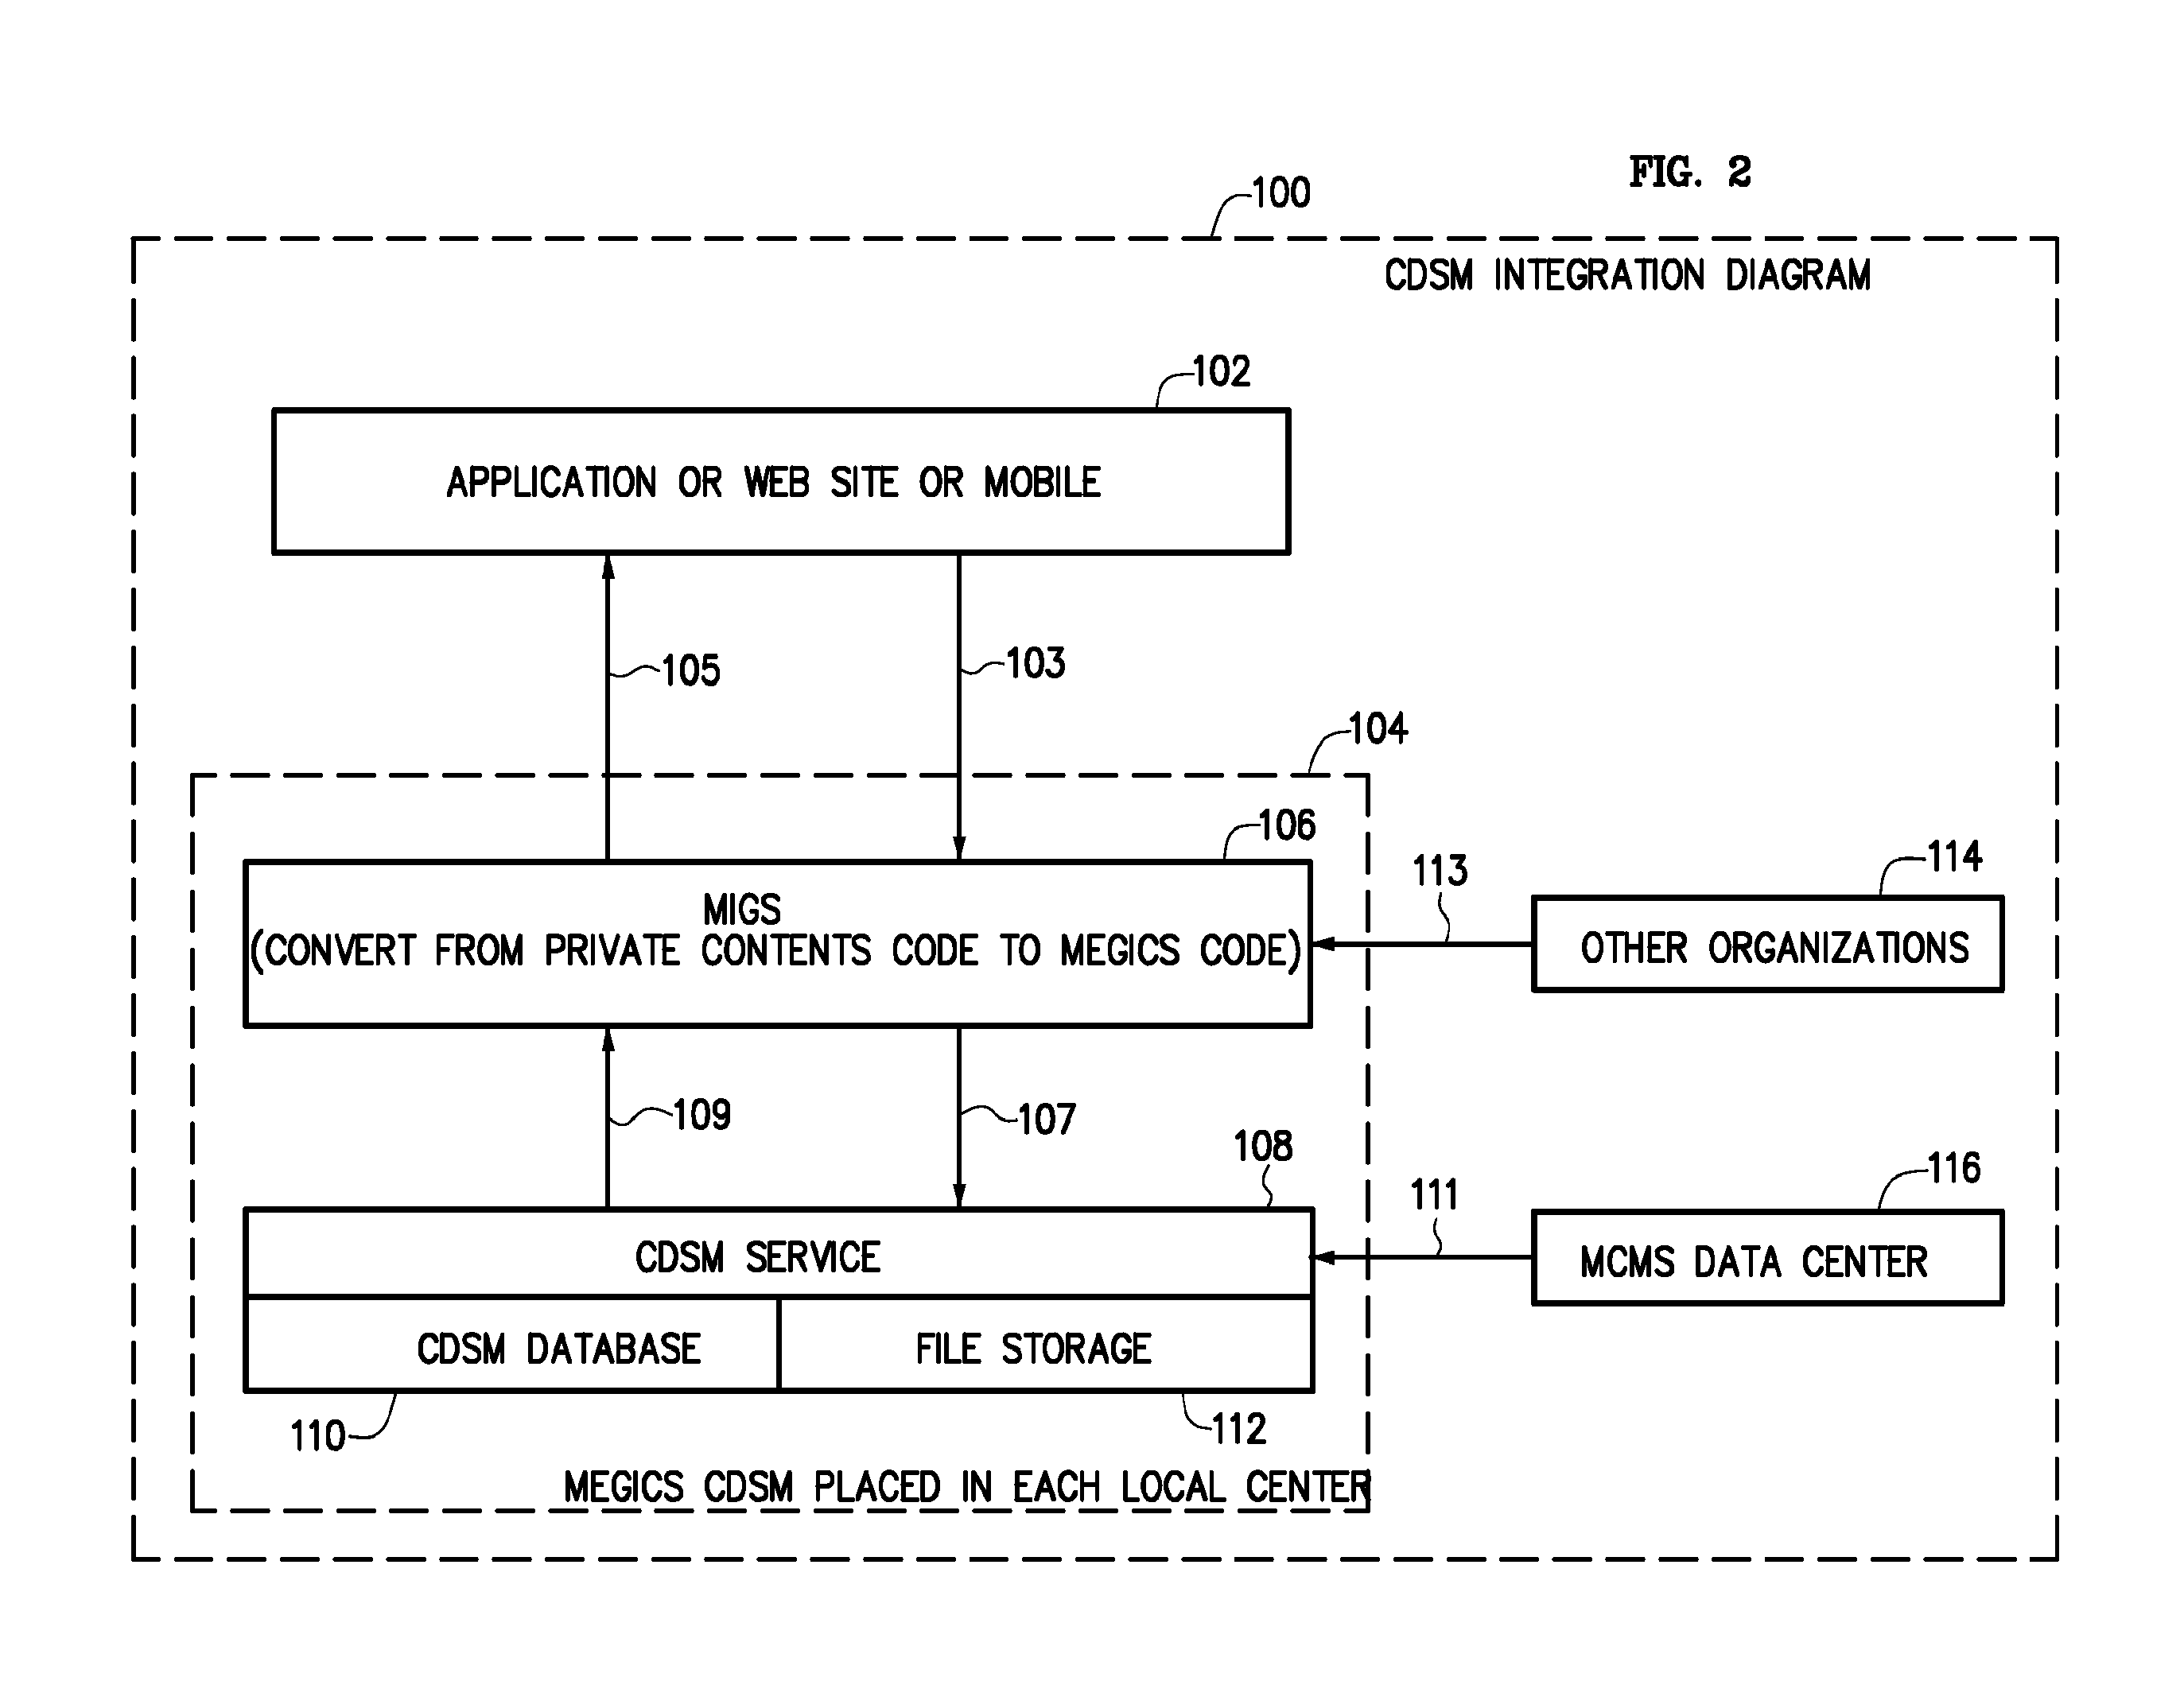 FIG. 2
100
CDSM INTEGRATION DIAGRAM
102
APPLICATION OR WEB SITE OR MOBILE
105
103
104
106
MIGS
(CONVERT FROM PRIVATE CONTENTS CODE TO MEGICS CODE)
113
114
OTHER ORGANIZATIONS
109
107
108
111
116
CDSM SERVICE
MCMS DATA CENTER
CDSM DATABASE
FILE STORAGE
110
112
MEGICS CDSM PLACED IN EACH LOCAL CENTER